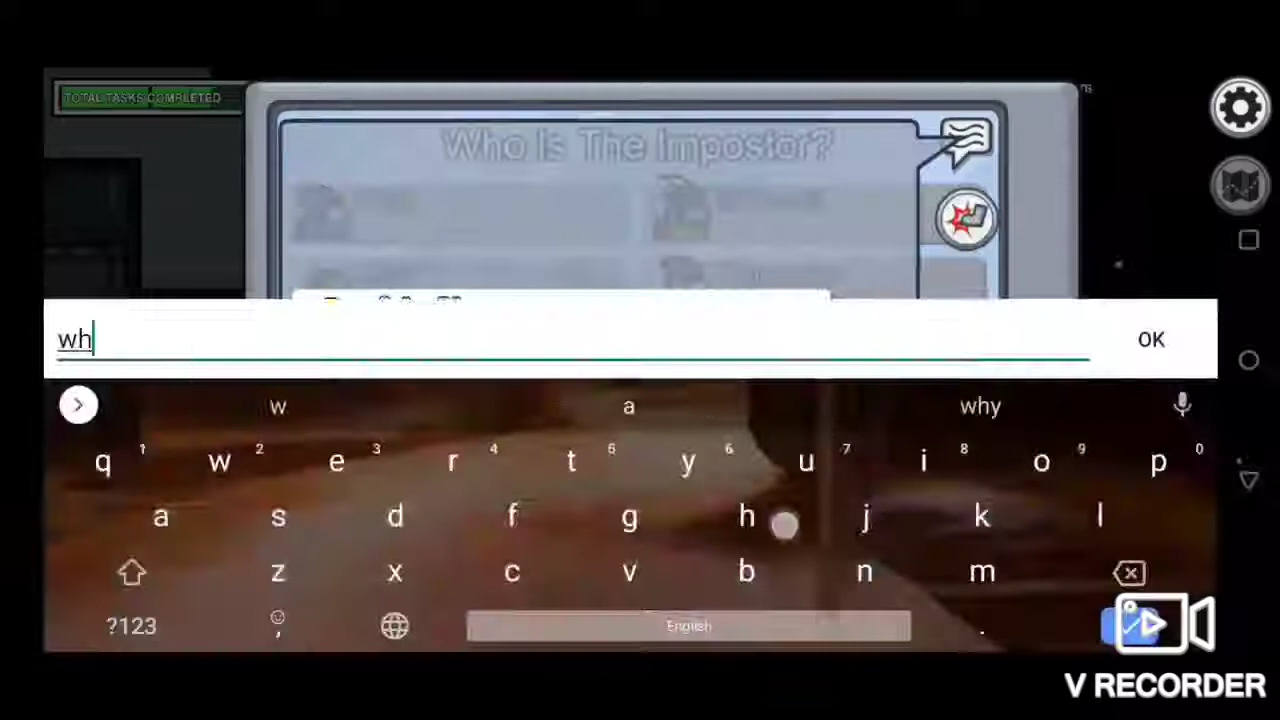 TOTAL TASKS COMPLETED
Who Is The Impostor?
wh
OK
w a why
q 1 w 2 e 3 r 4 t 5 y 6 u 7 i 8 o 9 p 0
a s d f g h j k l
z x c v b n m
?123 , English .
V RECORDER